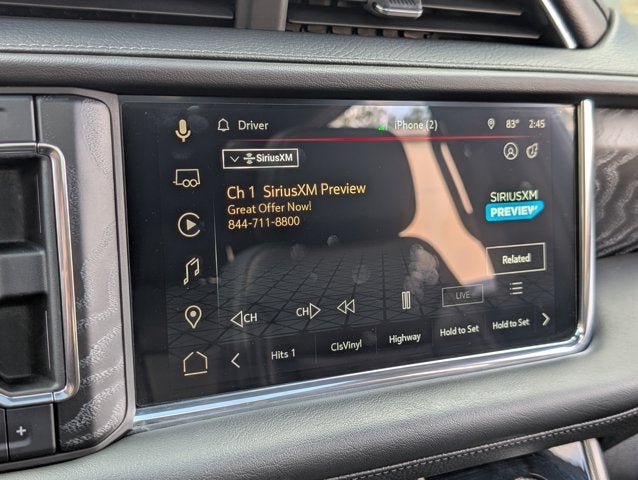 Driver
iPhone (2)
83° 2:45
SiriusXM
Ch 1 SiriusXM Preview
Great Offer Now!
844-711-8800
SIRIUSXM
PREVIEW
Related
CH
CH
LIVE
Hits 1
ClsVinyl
Highway
Hold to Set
Hold to Set
+